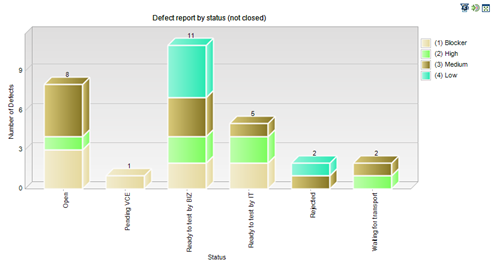 Defect report by status (not closed)
11
8
5
1
2
2
9
6
3
0
Number of Defects
Open
Pending VCE
Ready to test by BIZ
Ready to test by IT
Rejected
Waiting for transport
Status
(1) Blocker
(2) High
(3) Medium
(4) Low